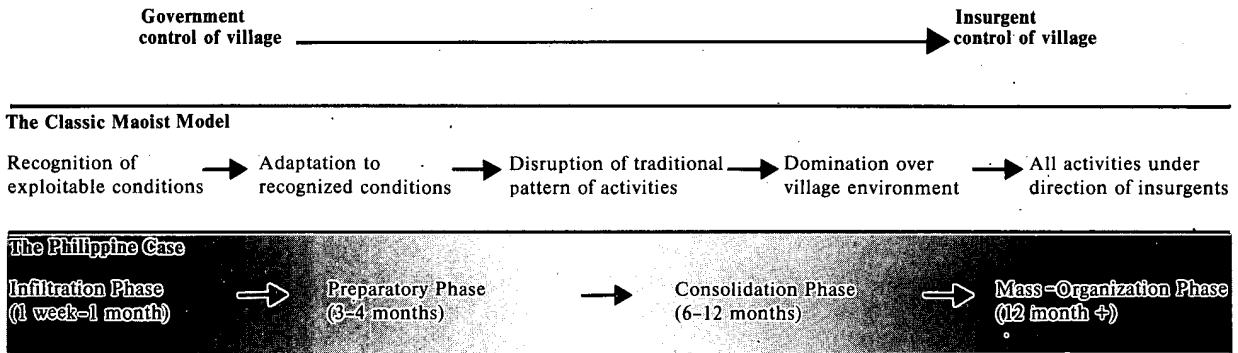 Government
control of village
Insurgent
control of village
The Classic Maoist Model
Recognition of
exploitable conditions
Adaptation to
recognized conditions
Disruption of traditional
pattern of activities
Domination over
village environment
All activities under
direction of insurgents
The Philippine Case
Infiltration Phase
(1 week-1 month)
Preparatory Phase
(3-4 months)
Consolidation Phase
(6-12 months)
Mass-Organization Phase
(12 month +)